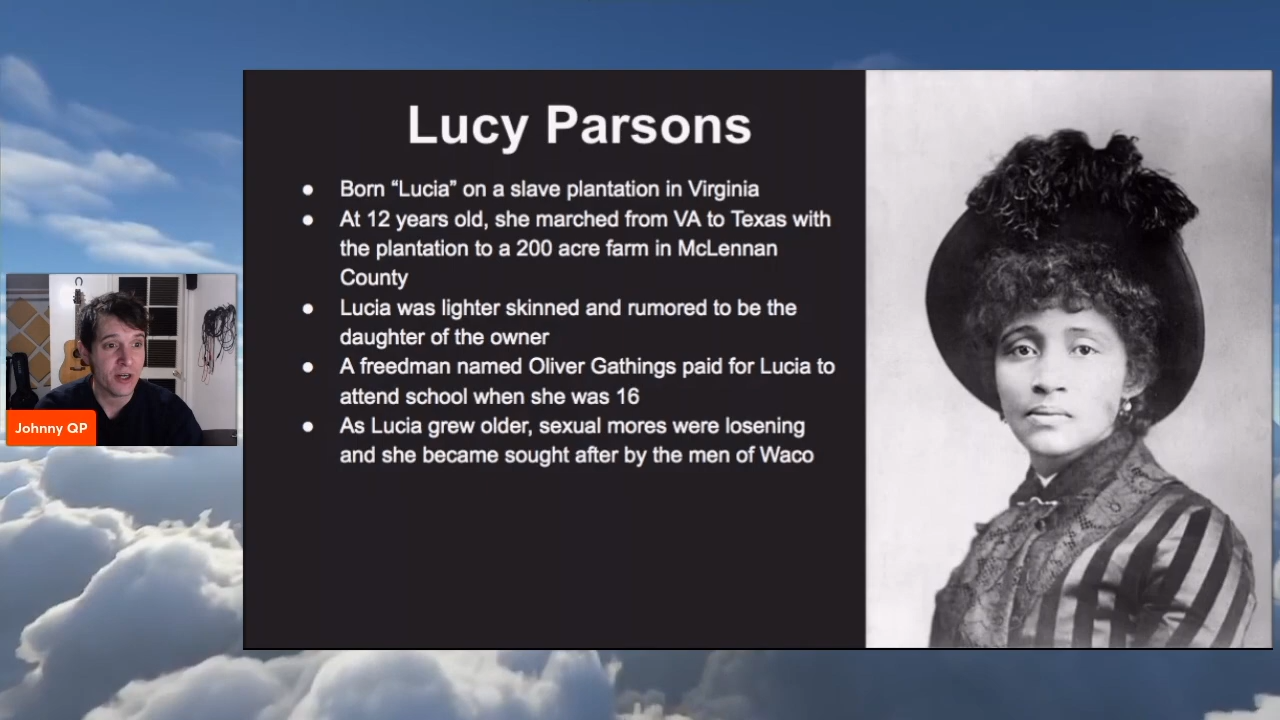 Lucy Parsons
● Born “Lucia” on a slave plantation in Virginia
● At 12 years old, she marched from VA to Texas with
the plantation to a 200 acre farm in McLennan
County
● Lucia was lighter skinned and rumored to be the
daughter of the owner
● A freedman named Oliver Gathings paid for Lucia to
attend school when she was 16
● As Lucia grew older, sexual mores were losening
and she became sought after by the men of Waco
Johnny QP